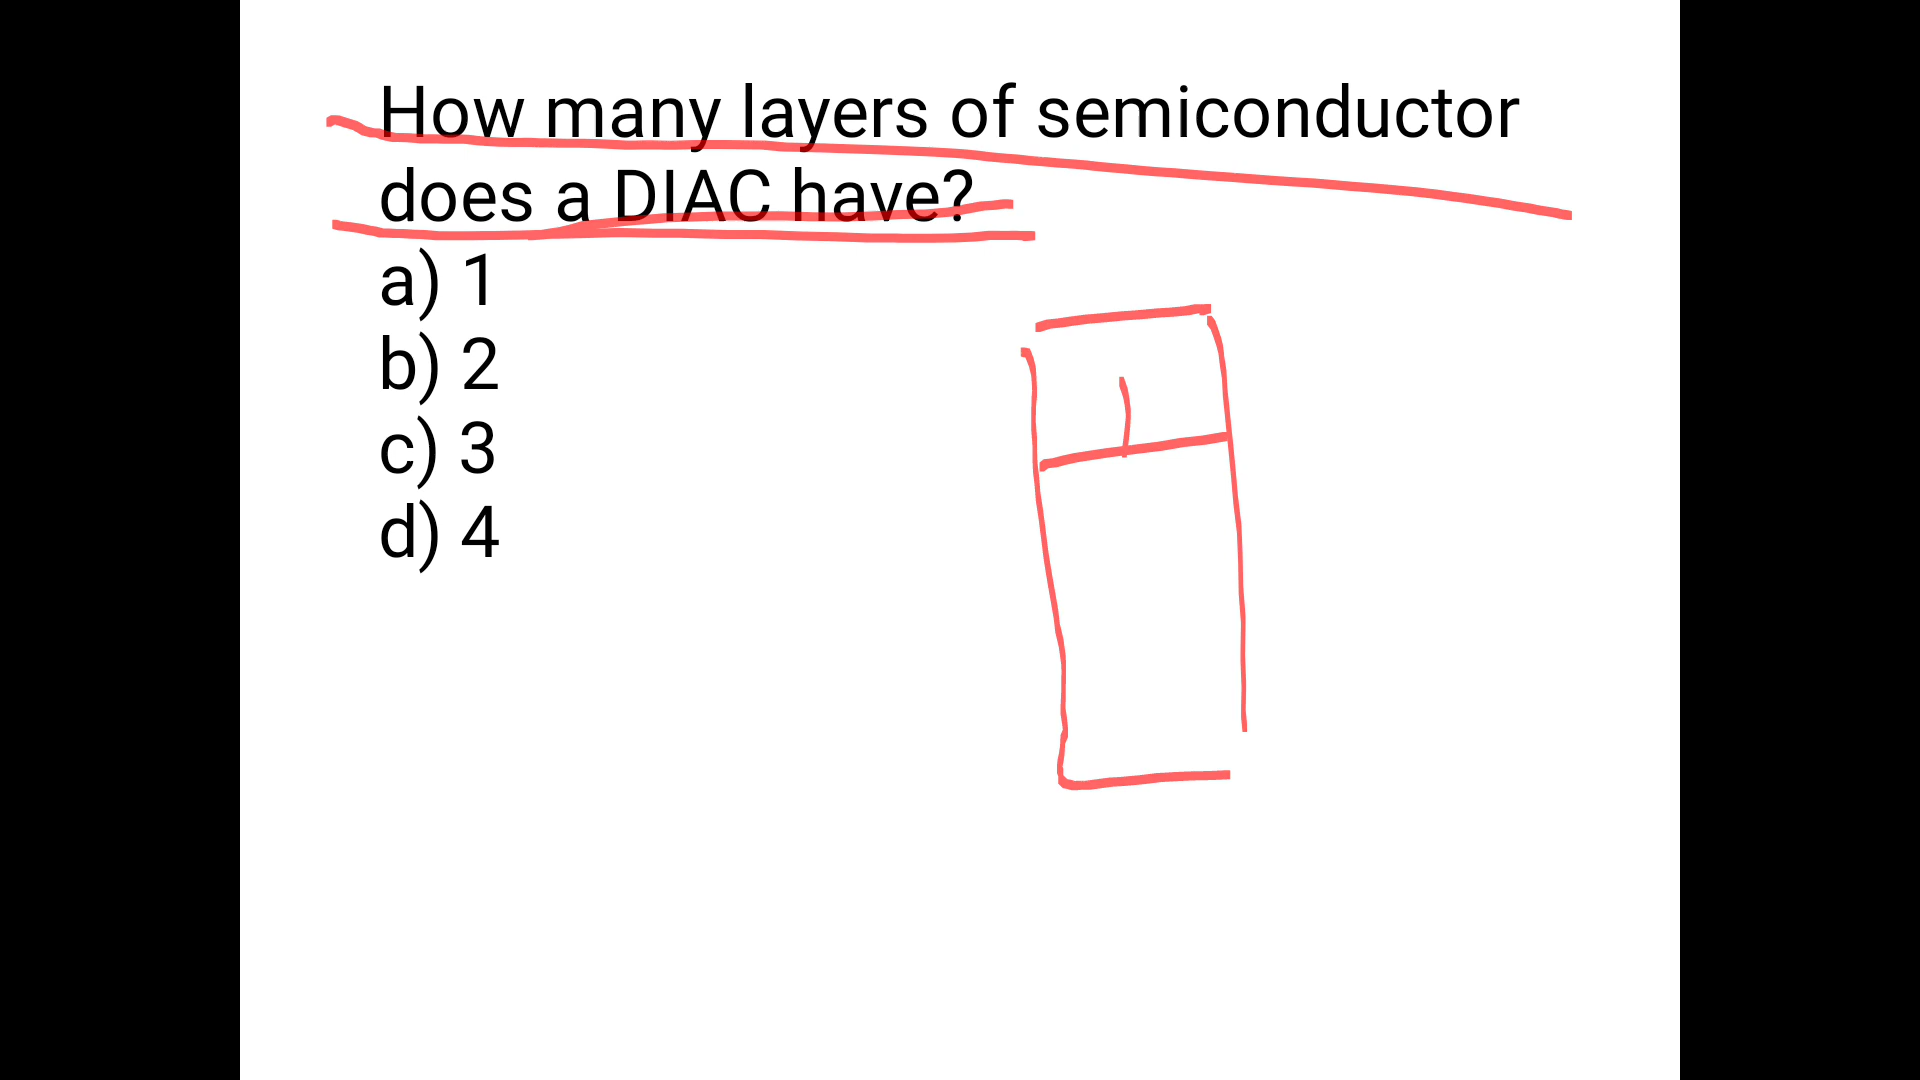 How many layers of semiconductor
does a DIAC have?
a) 1
b) 2
c) 3
d) 4